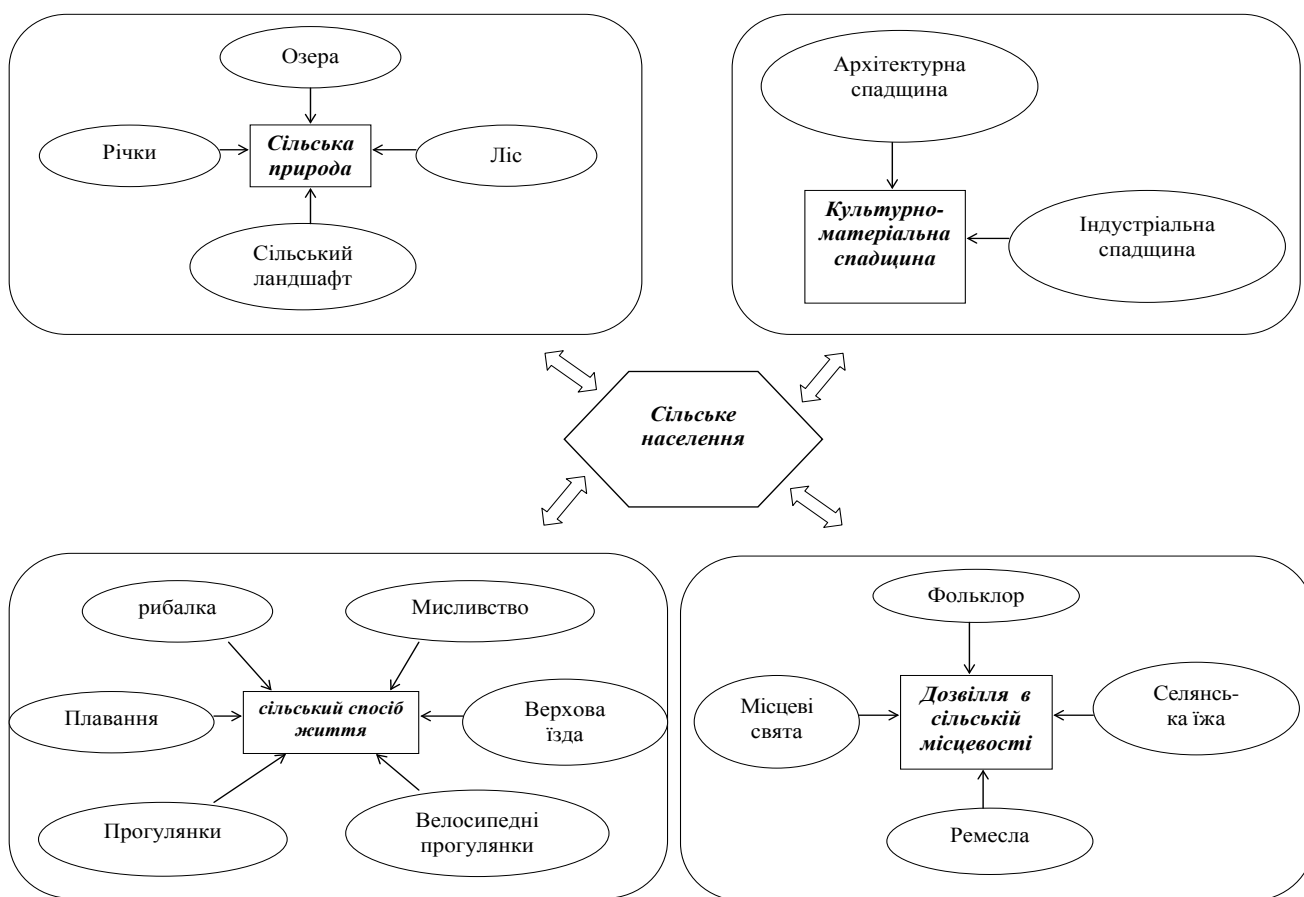 Озера
Річки
Сільська
природа
Ліс
Сільський
ландшафт
Архітектурна
спадщина
Культурно-
матеріальна
спадщина
Індустріальна
спадщина
Сільське
населення
рибалка
Мисливство
Плавання
сільський спосіб
життя
Верхова
їзда
Прогулянки
Велосипедні
прогулянки
Фольклор
Місцеві
свята
Дозвілля в
сільській
місцевості
Селянсь-
ка їжа
Ремесла